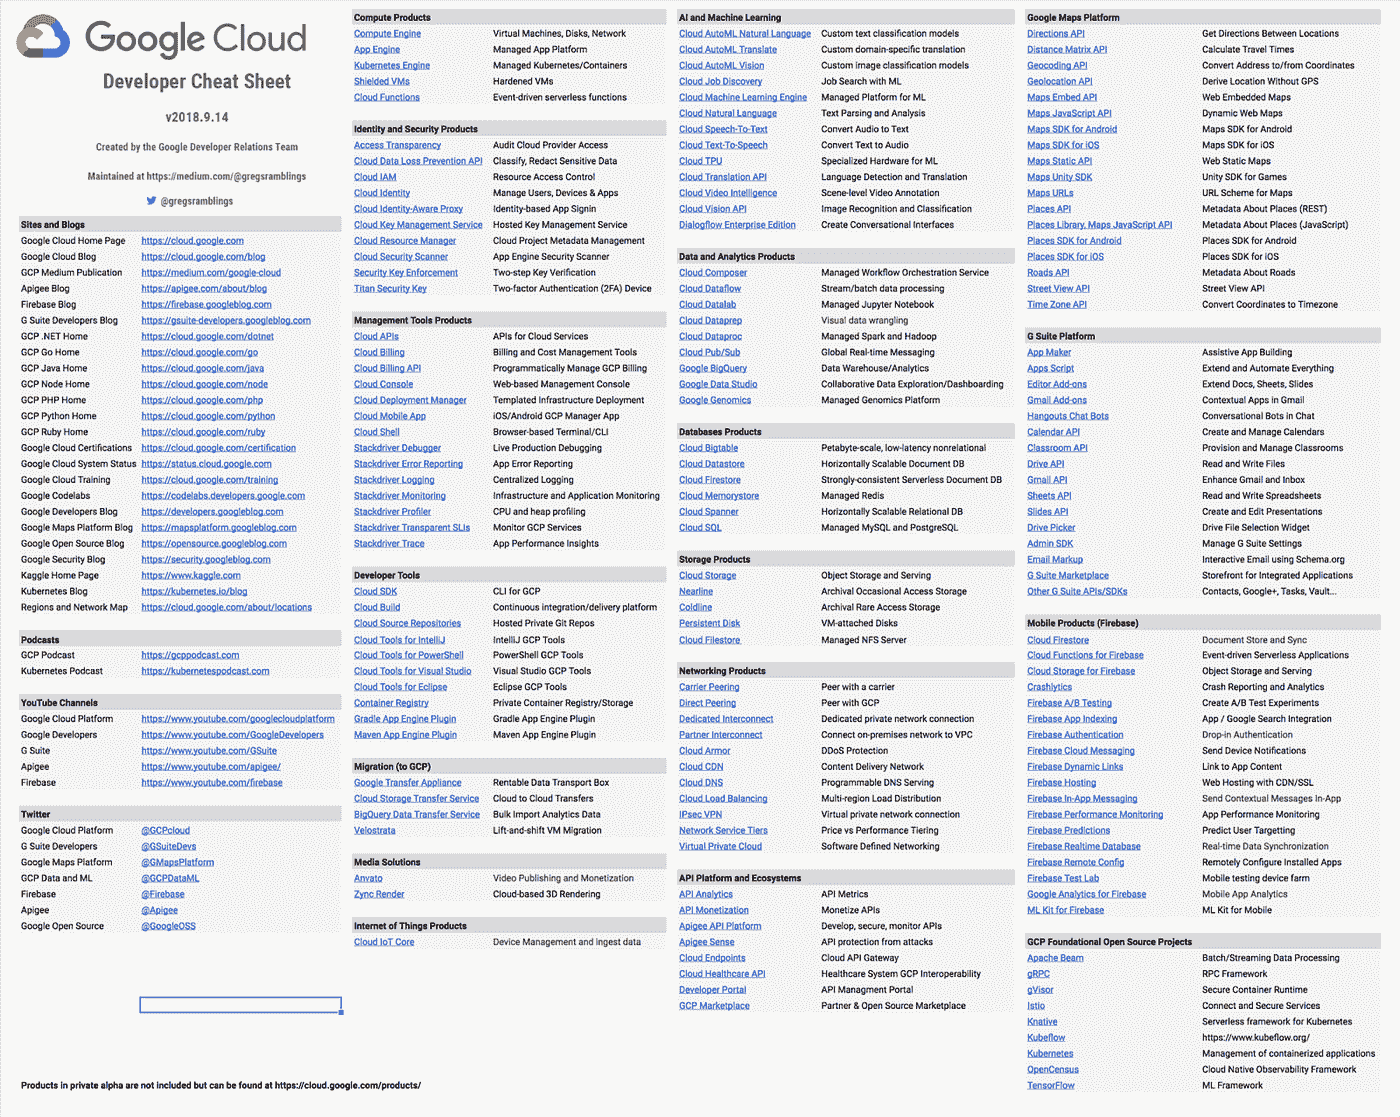 Google Cloud
Developer Cheat Sheet
v2018.9.14
Created by the Google Developer Relations Team
Maintained at https://medium.com/@gregsramblings
@gregsramblings
Sites and Blogs
Google Cloud Home Page https://cloud.google.com
Google Cloud Blog https://cloud.google.com/blog
GCP Medium Publication https://medium.com/google-cloud
Apigee Blog https://apigee.com/about/blog
Firebase Blog https://firebase.googleblog.com
G Suite Developers Blog https://gsuite-developers.googleblog.com
GCP .NET Home https://cloud.google.com/dotnet
GCP Go Home https://cloud.google.com/go
GCP Java Home https://cloud.google.com/java
GCP Node Home https://cloud.google.com/node
GCP PHP Home https://cloud.google.com/php
GCP Python Home https://cloud.google.com/python
GCP Ruby Home https://cloud.google.com/ruby
Google Cloud Certifications https://cloud.google.com/certification
Google Cloud System Status https://status.cloud.google.com
Google Cloud Training https://cloud.google.com/training
Google Codelabs https://codelabs.developers.google.com
Google Developers Blog https://developers.googleblog.com
Google Maps Platform Blog https://mapsplatform.googleblog.com
Google Open Source Blog https://opensource.googleblog.com
Google Security Blog https://security.googleblog.com
Kaggle Home Page https://www.kaggle.com
Kubernetes Blog https://kubernetes.io/blog
Regions and Network Map https://cloud.google.com/about/locations
Podcasts
GCP Podcast https://gcppodcast.com
Kubernetes Podcast https://kubernetespodcast.com
YouTube Channels
Google Cloud Platform https://www.youtube.com/googlecloudplatform
Google Developers https://www.youtube.com/GoogleDevelopers
G Suite https://www.youtube.com/GSuite
Apigee https://www.youtube.com/apigee/
Firebase https://www.youtube.com/firebase
Twitter
Google Cloud Platform @GCPcloud
G Suite Developers @GSuiteDevs
Google Maps Platform @GMapsPlatform
GCP Data and ML @GCPDataML
Firebase @Firebase
Apigee @Apigee
Google Open Source @GoogleOSS
Products in private alpha are not included but can be found at https://cloud.google.com/products/
Compute Products
Compute Engine Virtual Machines, Disks, Network
App Engine Managed App Platform
Kubernetes Engine Managed Kubernetes/Containers
Shielded VMs Hardened VMs
Cloud Functions Event-driven serverless functions
Identity and Security Products
Access Transparency Audit Cloud Provider Access
Cloud Data Loss Prevention API Classify, Redact Sensitive Data
Cloud IAM Resource Access Control
Cloud Identity Manage Users, Devices & Apps
Cloud Identity-Aware Proxy Identity-based App Signin
Cloud Key Management Service Hosted Key Management Service
Cloud Resource Manager Cloud Project Metadata Management
Cloud Security Scanner App Engine Security Scanner
Security Key Enforcement Two-step Key Verification
Titan Security Key Two-factor Authentication (2FA) Device
Management Tools Products
Cloud APIs APIs for Cloud Services
Cloud Billing Billing and Cost Management Tools
Cloud Billing API Programmatically Manage GCP Billing
Cloud Console Web-based Management Console
Cloud Deployment Manager Templated Infrastructure Deployment
Cloud Mobile App iOS/Android GCP Manager App
Cloud Shell Browser-based Terminal/CLI
Stackdriver Debugger Live Production Debugging
Stackdriver Error Reporting App Error Reporting
Stackdriver Logging Centralized Logging
Stackdriver Monitoring Infrastructure and Application Monitoring
Stackdriver Profiler CPU and heap profiling
Stackdriver Transparent SLIs Monitor GCP Services
Stackdriver Trace App Performance Insights
Developer Tools
Cloud SDK CLI for GCP
Cloud Build Continuous integration/delivery platform
Cloud Source Repositories Hosted Private Git Repos
Cloud Tools for IntelliJ IntelliJ GCP Tools
Cloud Tools for PowerShell PowerShell GCP Tools
Cloud Tools for Visual Studio Visual Studio GCP Tools
Cloud Tools for Eclipse Eclipse GCP Tools
Container Registry Private Container Registry/Storage
Gradle App Engine Plugin Gradle App Engine Plugin
Maven App Engine Plugin Maven App Engine Plugin
Migration (to GCP)
Google Transfer Appliance Rentable Data Transport Box
Cloud Storage Transfer Service Cloud to Cloud Transfers
BigQuery Data Transfer Service Bulk Import Analytics Data
Velostrata Lift-and-shift VM Migration
Media Solutions
Anvato Video Publishing and Monetization
Zync Render Cloud-based 3D Rendering
Internet of Things Products
Cloud IoT Core Device Management and ingest data
AI and Machine Learning
Cloud AutoML Natural Language Custom text classification models
Cloud AutoML Translate Custom domain-specific translation
Cloud AutoML Vision Custom image classification models
Cloud Job Discovery Job Search with ML
Cloud Machine Learning Engine Managed Platform for ML
Cloud Natural Language Text Parsing and Analysis
Cloud Speech-To-Text Convert Audio to Text
Cloud Text-To-Speech Convert Text to Audio
Cloud TPU Specialized Hardware for ML
Cloud Translation API Language Detection and Translation
Cloud Video Intelligence Scene-level Video Annotation
Cloud Vision API Image Recognition and Classification
Dialogflow Enterprise Edition Create Conversational Interfaces
Data and Analytics Products
Cloud Composer Managed Workflow Orchestration Service
Cloud Dataflow Stream/batch data processing
Cloud Datalab Managed Jupyter Notebook
Cloud Dataprep Visual data wrangling
Cloud Dataproc Managed Spark and Hadoop
Cloud Pub/Sub Global Real-time Messaging
Google BigQuery Data Warehouse/Analytics
Google Data Studio Collaborative Data Exploration/Dashboarding
Google Genomics Managed Genomics Platform
Databases Products
Cloud Bigtable Petabyte-scale, low-latency nonrelational
Cloud Datastore Horizontally Scalable Document DB
Cloud Firestore Strongly-consistent Serverless Document DB
Cloud Memorystore Managed Redis
Cloud Spanner Horizontally Scalable Relational DB
Cloud SQL Managed MySQL and PostgreSQL
Storage Products
Cloud Storage Object Storage and Serving
Nearline Archival Occasional Access Storage
Coldline Archival Rare Access Storage
Persistent Disk VM-attached Disks
Cloud Filestore Managed NFS Server
Networking Products
Carrier Peering Peer with a carrier
Direct Peering Peer with GCP
Dedicated Interconnect Dedicated private network connection
Partner Interconnect Connect on-premises network to VPC
Cloud Armor DDoS Protection
Cloud CDN Content Delivery Network
Cloud DNS Programmable DNS Serving
Cloud Load Balancing Multi-region Load Distribution
IPsec VPN Virtual private network connection
Network Service Tiers Price vs Performance Tiering
Virtual Private Cloud Software Defined Networking
API Platform and Ecosystems
API Analytics API Metrics
API Monetization Monetize APIs
Apigee API Platform Develop, secure, monitor APIs
Apigee Sense API protection from attacks
Cloud Endpoints Cloud API Gateway
Cloud Healthcare API Healthcare System GCP Interoperability
Developer Portal API Managment Portal
GCP Marketplace Partner & Open Source Marketplace
Google Maps Platform
Directions API Get Directions Between Locations
Distance Matrix API Calculate Travel Times
Geocoding API Convert Address to/from Coordinates
Geolocation API Derive Location Without GPS
Maps Embed API Web Embedded Maps
Maps JavaScript API Dynamic Web Maps
Maps SDK for Android Maps SDK for Android
Maps SDK for iOS Maps SDK for iOS
Maps Static API Web Static Maps
Maps Unity SDK Unity SDK for Games
Maps URLs URL Scheme for Maps
Places API Metadata About Places (REST)
Places Library, Maps JavaScript API Metadata About Places (JavaScript)
Places SDK for Android Places SDK for Android
Places SDK for iOS Places SDK for iOS
Roads API Metadata About Roads
Street View API Street View API
Time Zone API Convert Coordinates to Timezone
G Suite Platform
App Maker Assistive App Building
Apps Script Extend and Automate Everything
Editor Add-ons Extend Docs, Sheets, Slides
Gmail Add-ons Contextual Apps in Gmail
Hangouts Chat Bots Conversational Bots in Chat
Calendar API Create and Manage Calendars
Classroom API Provision and Manage Classrooms
Drive API Read and Write Files
Gmail API Enhance Gmail and Inbox
Sheets API Read and Write Spreadsheets
Slides API Create and Edit Presentations
Drive Picker Drive File Selection Widget
Admin SDK Manage G Suite Settings
Email Markup Interactive Email using Schema.org
G Suite Marketplace Storefront for Integrated Applications
Other G Suite APIs/SDKs Contacts, Google+, Tasks, Vault...
Mobile Products (Firebase)
Cloud Firestore Document Store and Sync
Cloud Functions for Firebase Event-driven Serverless Applications
Cloud Storage for Firebase Object Storage and Serving
Crashlytics Crash Reporting and Analytics
Firebase A/B Testing Create A/B Test Experiments
Firebase App Indexing App / Google Search Integration
Firebase Authentication Drop-in Authentication
Firebase Cloud Messaging Send Device Notifications
Firebase Dynamic Links Link to App Content
Firebase Hosting Web Hosting with CDN/SSL
Firebase In-App Messaging Send Contextual Messages In-App
Firebase Performance Monitoring App Performance Monitoring
Firebase Predictions Predict User Targetting
Firebase Realtime Database Real-time Data Synchronization
Firebase Remote Config Remotely Configure Installed Apps
Firebase Test Lab Mobile testing device farm
Google Analytics for Firebase Mobile App Analytics
ML Kit for Firebase ML Kit for Mobile
GCP Foundational Open Source Projects
Apache Beam Batch/Streaming Data Processing
gRPC RPC Framework
gVisor Secure Container Runtime
Istio Connect and Secure Services
Knative Serverless framework for Kubernetes
Kubeflow https://www.kubeflow.org/
Kubernetes Management of containerized applications
OpenCensus Cloud Native Observability Framework
TensorFlow ML Framework